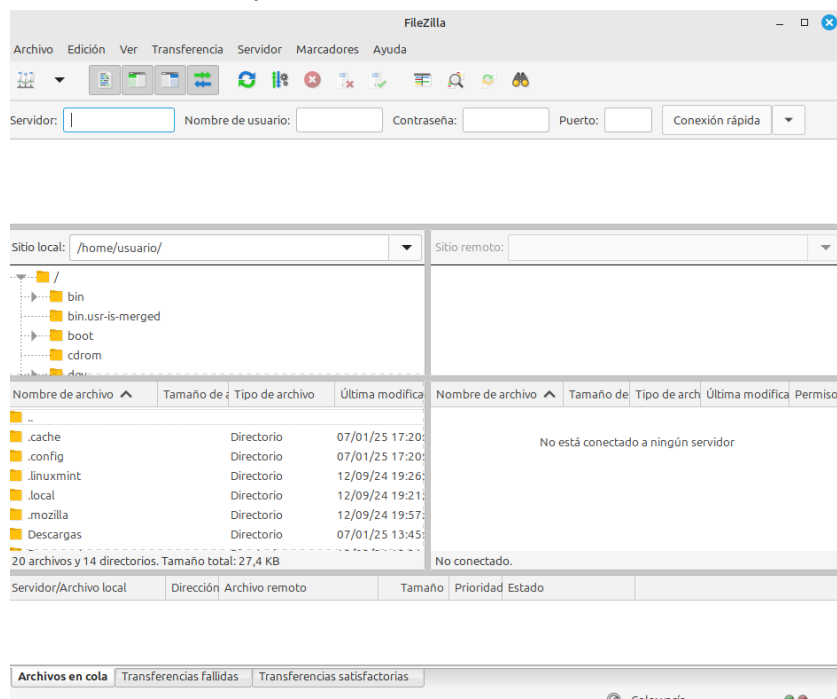 FileZilla
Archivo Edición Ver Transferencia Servidor Marcadores Ayuda
Servidor: Nombre de usuario: Contraseña: Puerto: Conexión rápida
Sitio local: /home/usuario/ Sitio remoto:
/
bin
bin.usr-is-merged
boot
cdrom
dev
Nombre de archivo Tamaño de a Tipo de archivo Última modifica Nombre de archivo Tamaño de Tipo de arch Última modifica Permiso
..
.cache Directorio 07/01/25 17:20:
.config Directorio 07/01/25 17:20: No está conectado a ningún servidor
.linuxmint Directorio 12/09/24 19:26:
.local Directorio 12/09/24 19:21:
.mozilla Directorio 12/09/24 19:57:
Descargas Directorio 07/01/25 13:45:
20 archivos y 14 directorios. Tamaño total: 27,4 KB No conectado.
Servidor/Archivo local Dirección Archivo remoto Tamaño Prioridad Estado
Archivos en cola Transferencias fallidas Transferencias satisfactorias